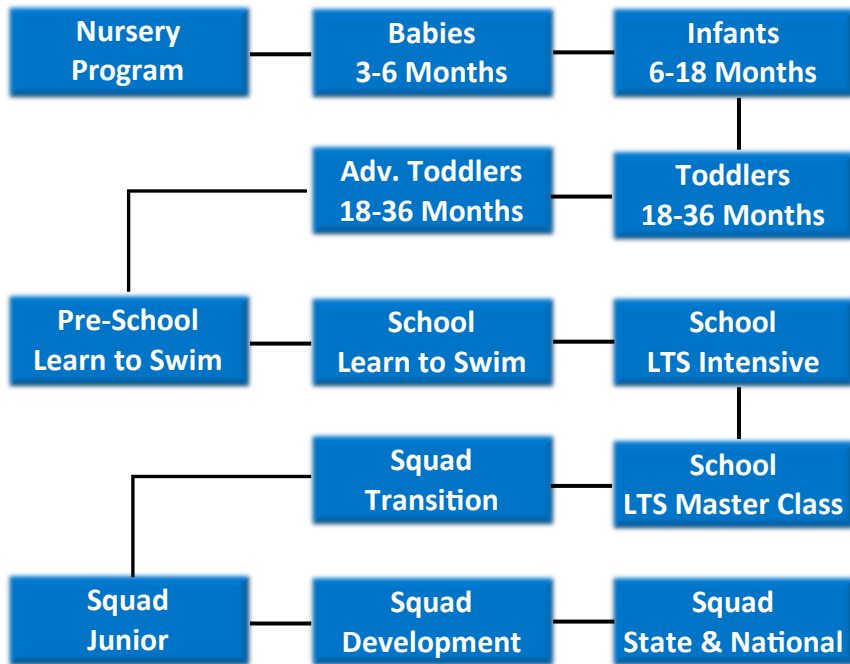 Nursery
Program
Babies
3-6 Months
Infants
6-18 Months
Adv. Toddlers
18-36 Months
Toddlers
18-36 Months
Pre-School
Learn to Swim
School
Learn to Swim
School
LTS Intensive
Squad
Transition
School
LTS Master Class
Squad
Junior
Squad
Development
Squad
State & National